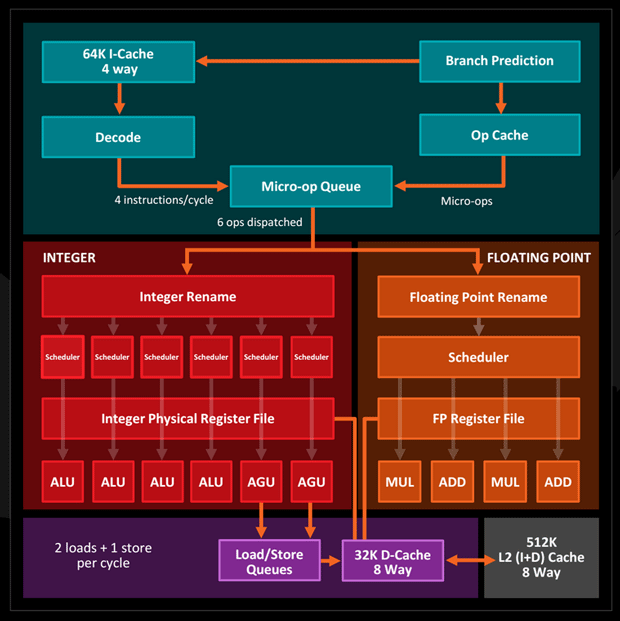 64K I-Cache
4 way
Branch Prediction
Decode
Op Cache
4 instructions/cycle
Micro-op Queue
Micro-ops
6 ops dispatched
INTEGER
FLOATING POINT
Integer Rename
Floating Point Rename
Scheduler
Scheduler
Scheduler
Scheduler
Scheduler
Scheduler
Scheduler
Integer Physical Register File
FP Register File
ALU
ALU
ALU
ALU
AGU
AGU
MUL
ADD
MUL
ADD
2 loads + 1 store
per cycle
Load/Store
Queues
32K D-Cache
8 Way
512K
L2 (I+D) Cache
8 Way